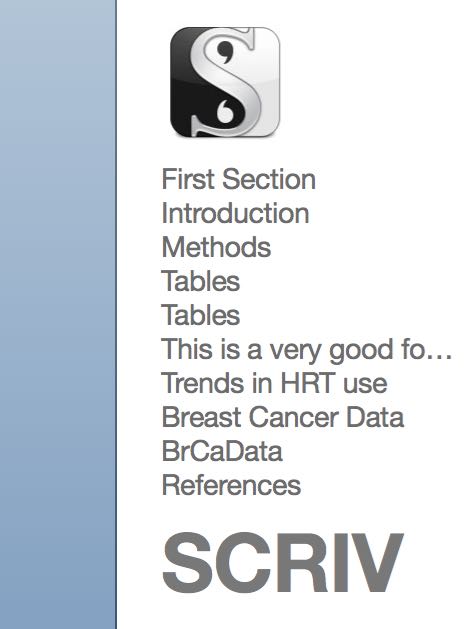 First Section
Introduction
Methods
Tables
Tables
This is a very good fo…
Trends in HRT use
Breast Cancer Data
BrCaData
References
SCRIV